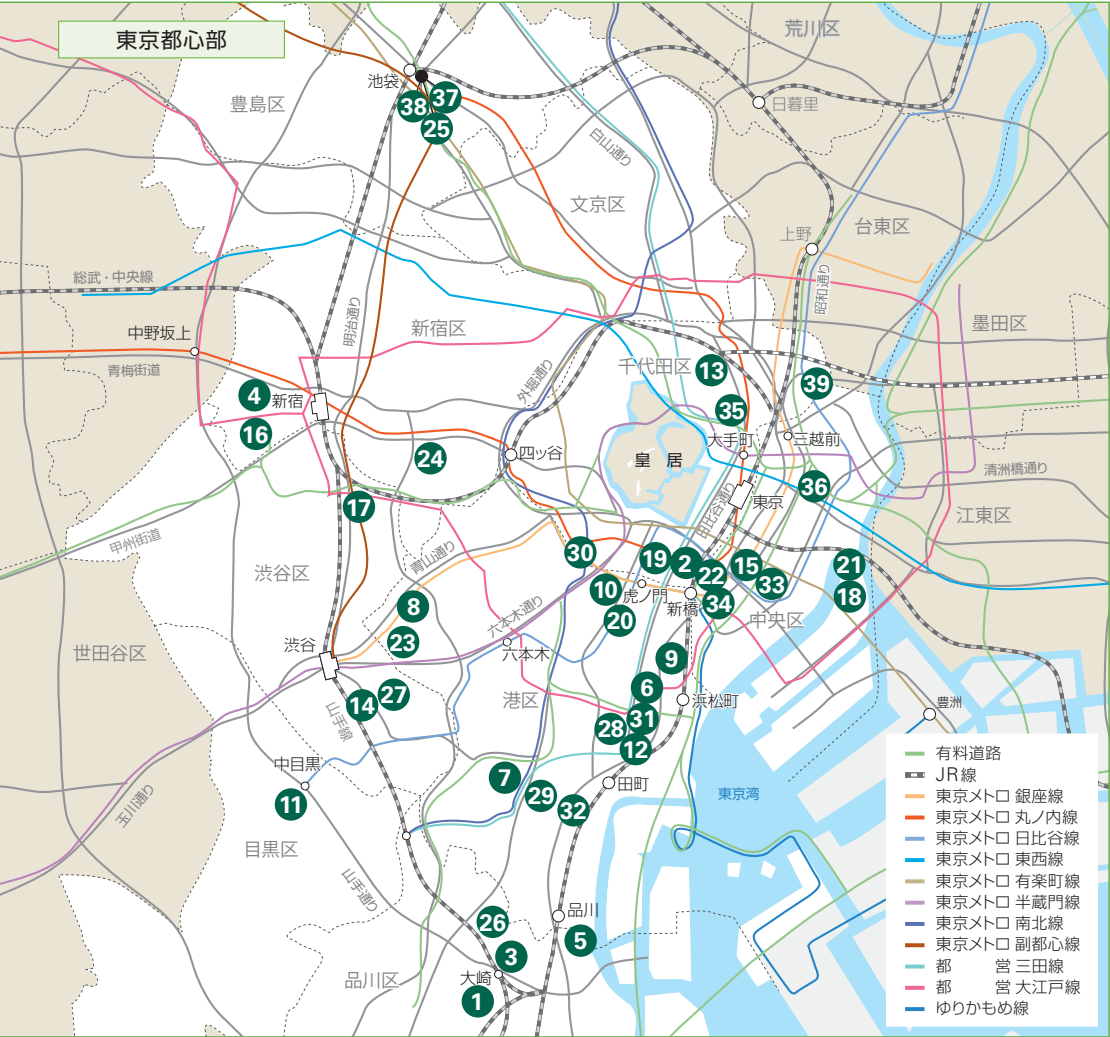 東京都心部
荒川区
池袋
豊島区
37
38
25
日暮里
白山通り
文京区
台東区
上野
総武・中央線
昭和通り
明治通り
新宿区
墨田区
中野坂上
青梅街道
外堀通り
千代田区
13
39
4
新宿
35
16
大手町
三越前
24
四ッ谷
皇 居
清洲橋通り
36
17
日比谷通り
東京
江東区
甲州街道
青山通り
30
19
2
15
21
渋谷区
22
33
10
虎ノ門
18
8
新橋
34
20
中央区
六本木通り
23
渋谷
六本木
世田谷区
9
6
27
14
港区
浜松町
豊洲
山手線
31
28
12
中目黒
7
田町
11
29
32
東京湾
玉川通り
目黒区
山手通り
26
品川
5
3
大崎
品川区
1
有料道路
JR線
東京メトロ 銀座線
東京メトロ 丸ノ内線
東京メトロ 日比谷線
東京メトロ 東西線
東京メトロ 有楽町線
東京メトロ 半蔵門線
東京メトロ 南北線
東京メトロ 副都心線
都 営 三田線
都 営 大江戸線
ゆりかもめ線